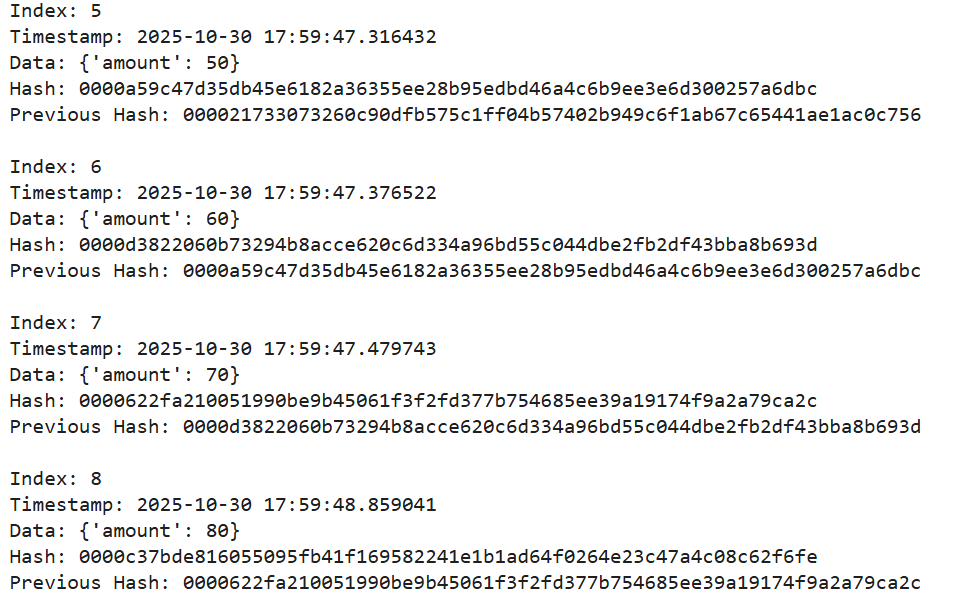 Index: 5
Timestamp: 2025-10-30 17:59:47.316432
Data: {'amount': 50}
Hash: 0000a59c47d35db45e6182a36355ee28b95edbd46a4c6b9ee3e6d300257a6dbc
Previous Hash: 000021733073260c90dfb575c1ff04b57402b949c6f1ab67c65441ae1ac0c756
Index: 6
Timestamp: 2025-10-30 17:59:47.376522
Data: {'amount': 60}
Hash: 0000d3822060b73294b8acce620c6d334a96bd55c044dbe2fb2df43bba8b693d
Previous Hash: 0000a59c47d35db45e6182a36355ee28b95edbd46a4c6b9ee3e6d300257a6dbc
Index: 7
Timestamp: 2025-10-30 17:59:47.479743
Data: {'amount': 70}
Hash: 0000622fa210051990be9b45061f3f2fd377b754685ee39a19174f9a2a79ca2c
Previous Hash: 0000d3822060b73294b8acce620c6d334a96bd55c044dbe2fb2df43bba8b693d
Index: 8
Timestamp: 2025-10-30 17:59:48.859041
Data: {'amount': 80}
Hash: 0000c37bde816055095fb41f169582241e1b1ad64f0264e23c47a4c08c62f6fe
Previous Hash: 0000622fa210051990be9b45061f3f2fd377b754685ee39a19174f9a2a79ca2c